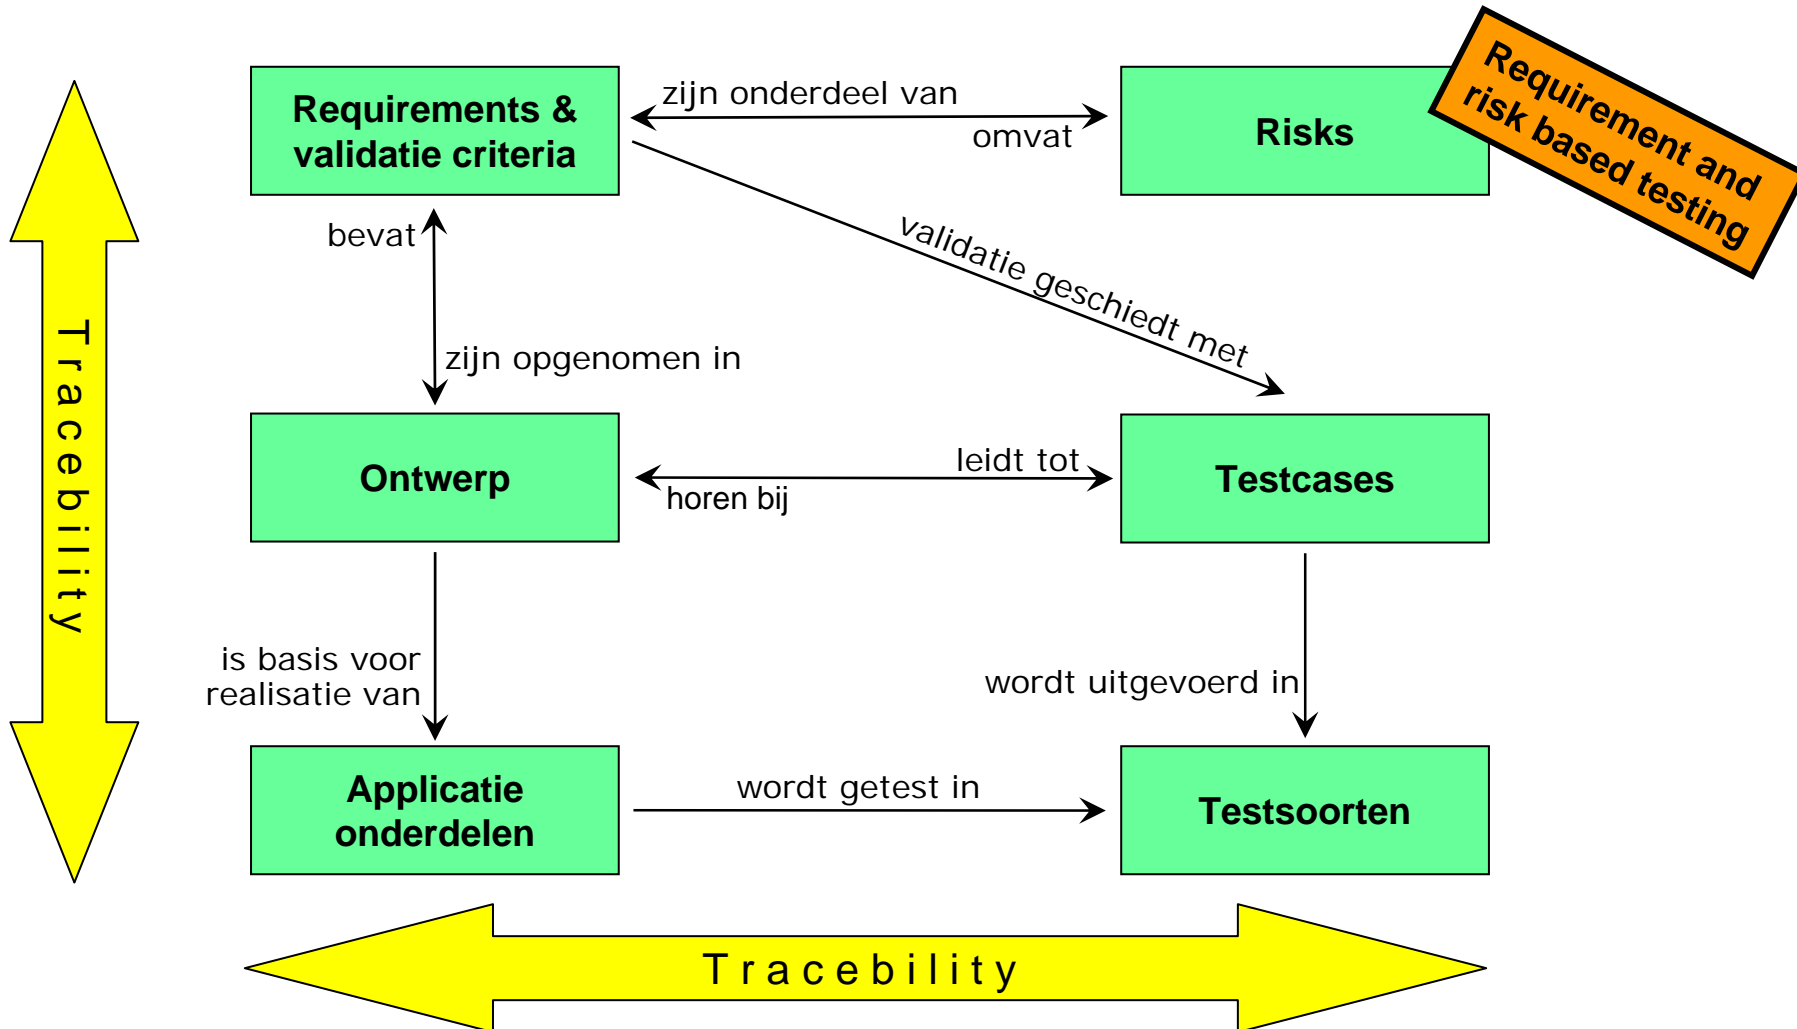 Requirements and
risk based testing
Requirements &
validatie criteria
zijn onderdeel van
omvat
Risks
bevat
zijn opgenomen in
validatie geschiedt met
Tracebility
Ontwerp
leidt tot
horen bij
Testcases
is basis voor
realisatie van
wordt uitgevoerd in
Applicatie
onderdelen
wordt getest in
Testsoorten
Tracebility